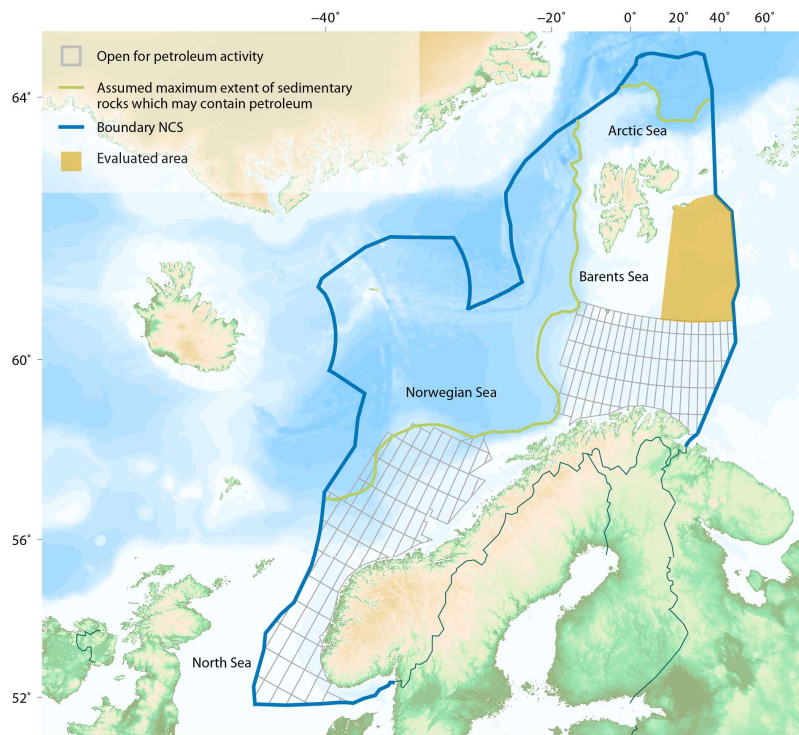 −40°
−20°
0°
20°
40°
60°
Open for petroleum activity
Assumed maximum extent of sedimentary
rocks which may contain petroleum
Boundary NCS
Evaluated area
64°
Arctic Sea
Barents Sea
60°
Norwegian Sea
56°
North Sea
52°